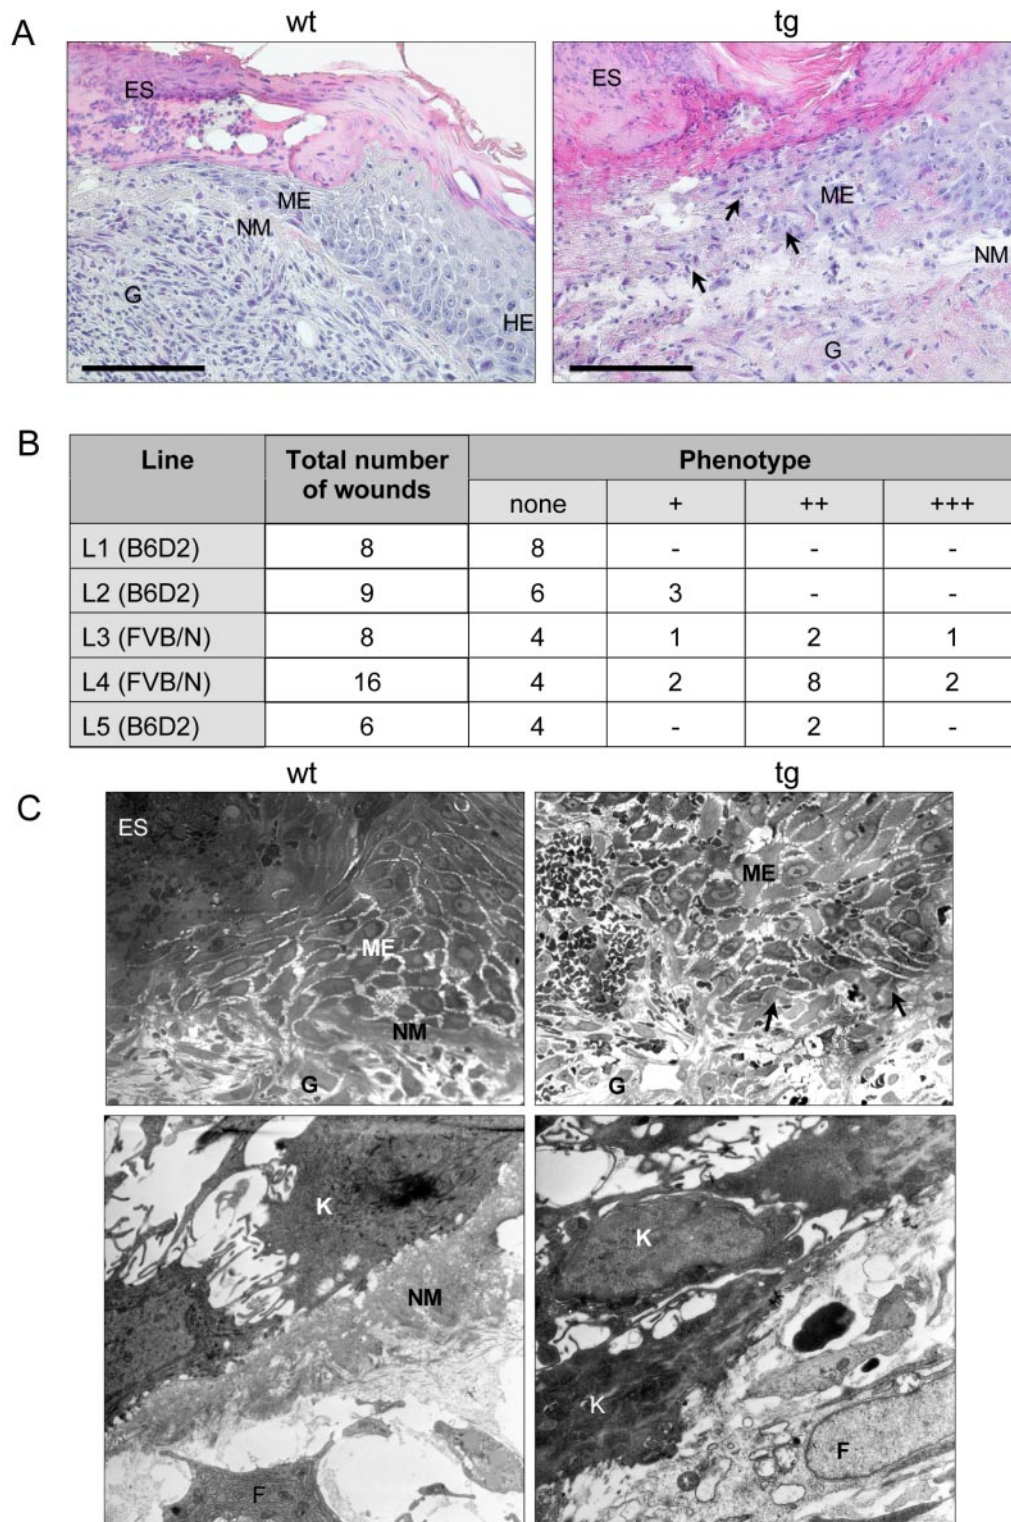 A
wt
tg
ES
ME
NM
G
HE
ES
ME
NM
G
B
Line Total number of wounds Phenotype
none + ++ +++
L1 (B6D2) 8 8 - - -
L2 (B6D2) 9 6 3 - -
L3 (FVB/N) 8 4 1 2 1
L4 (FVB/N) 16 4 2 8 2
L5 (B6D2) 6 4 - 2 -
wt
tg
C
ES
ME
NM
G
ME
G
K
NM
F
K
K
F